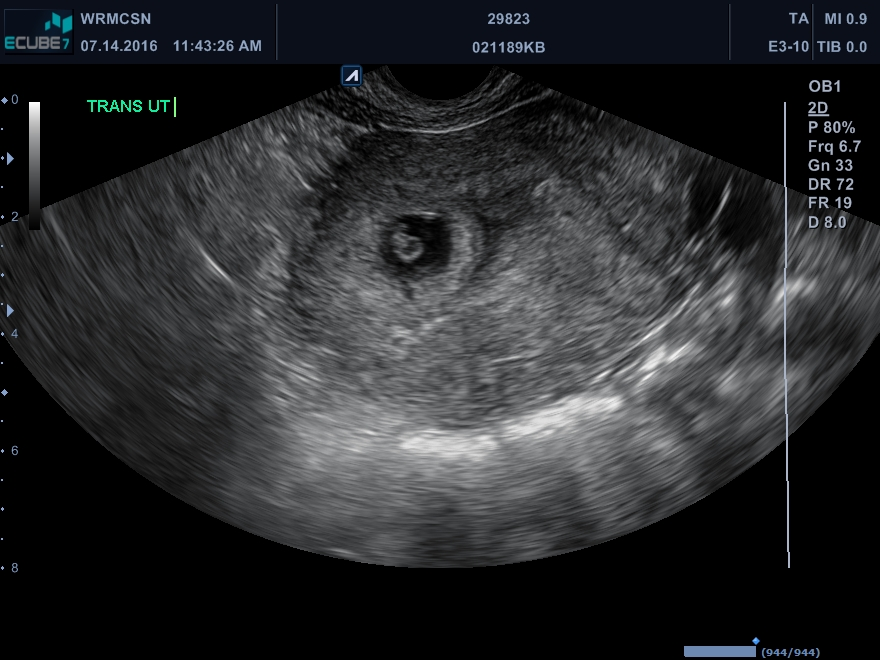 ECUBE 7
WRMCSN
07.14.2016 11:43:26 AM
29823
021189KB
TA MI 0.9
E3-10 TIB 0.0
TRANS UT
OB1
2D
P 80%
Frq 6.7
Gn 33
DR 72
FR 19
D 8.0
0
2
4
6
8
(944/944)